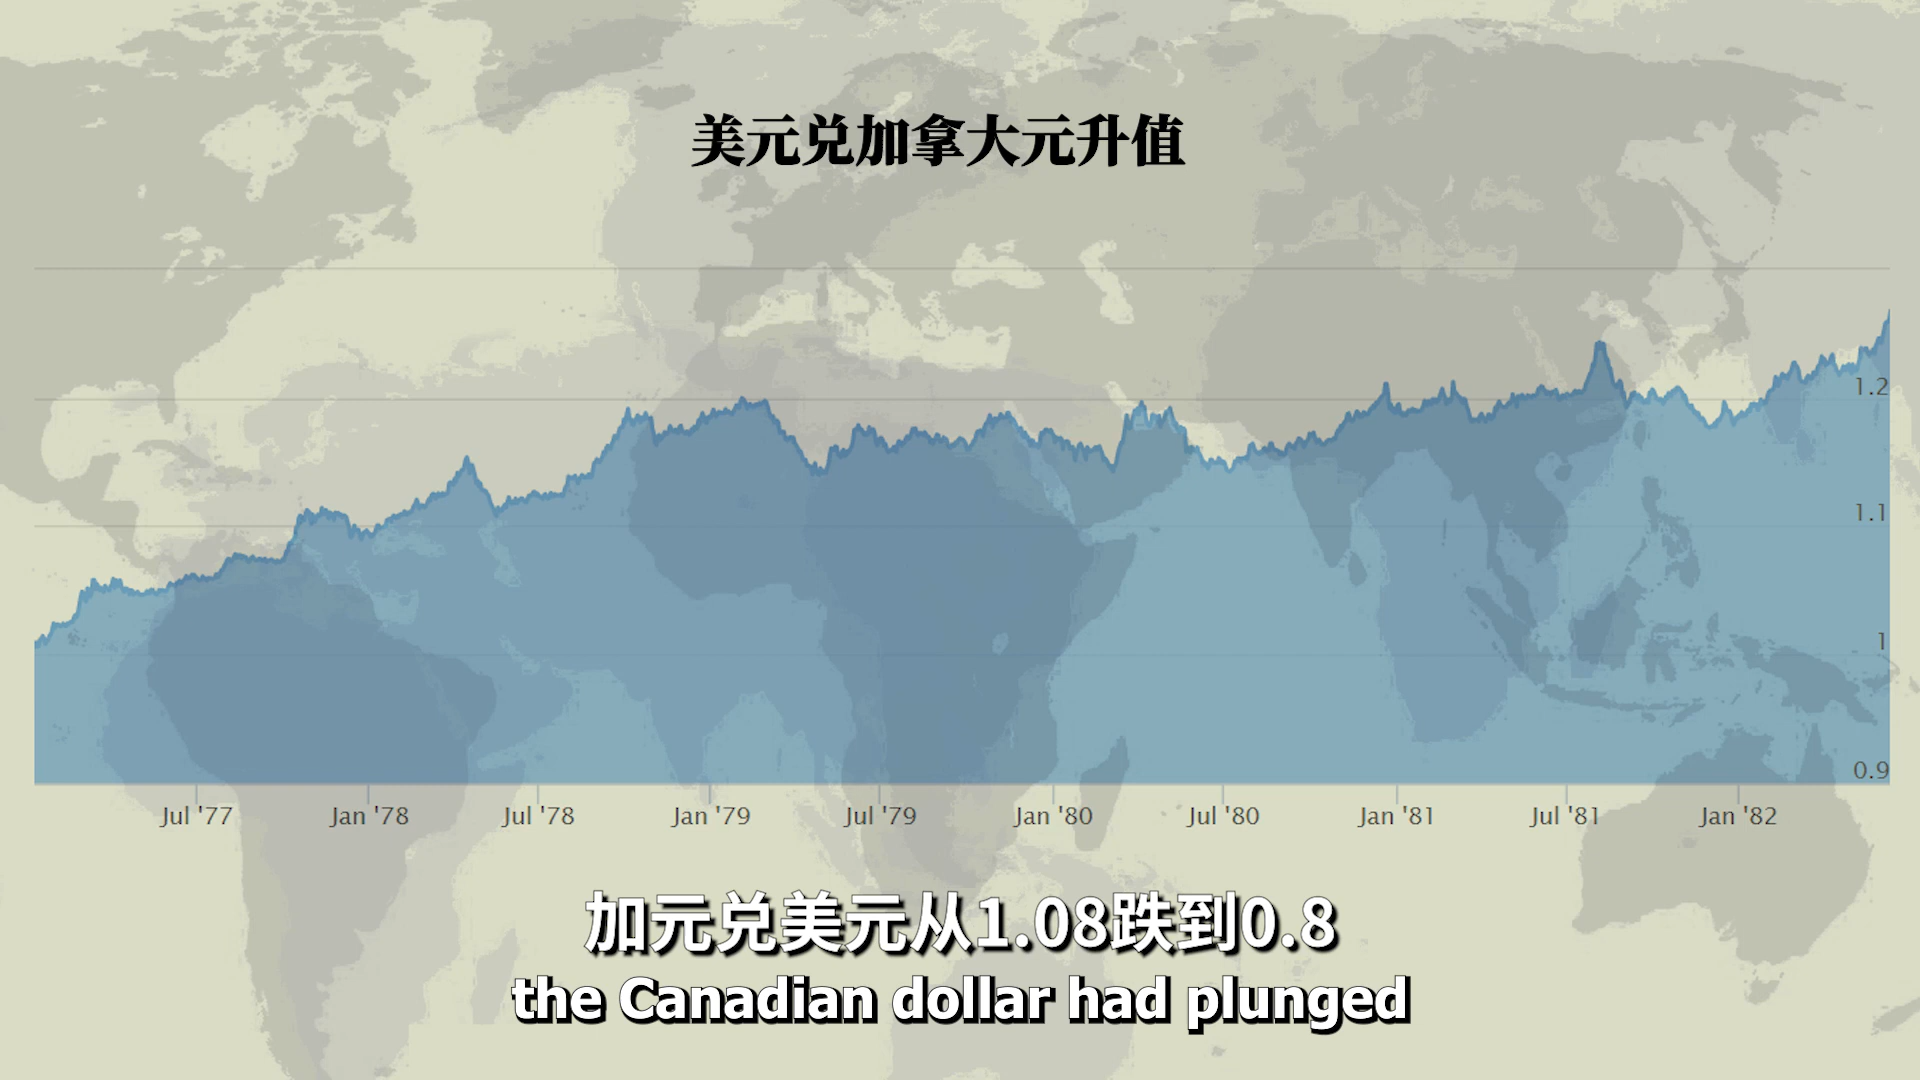 美元兑加拿大元升值
1.2
1.1
1
0.9
Jul '77 Jan '78 Jul '78 Jan '79 Jul '79 Jan '80 Jul '80 Jan '81 Jul '81 Jan '82
加元兑美元从1.08跌到0.8
the Canadian dollar had plunged